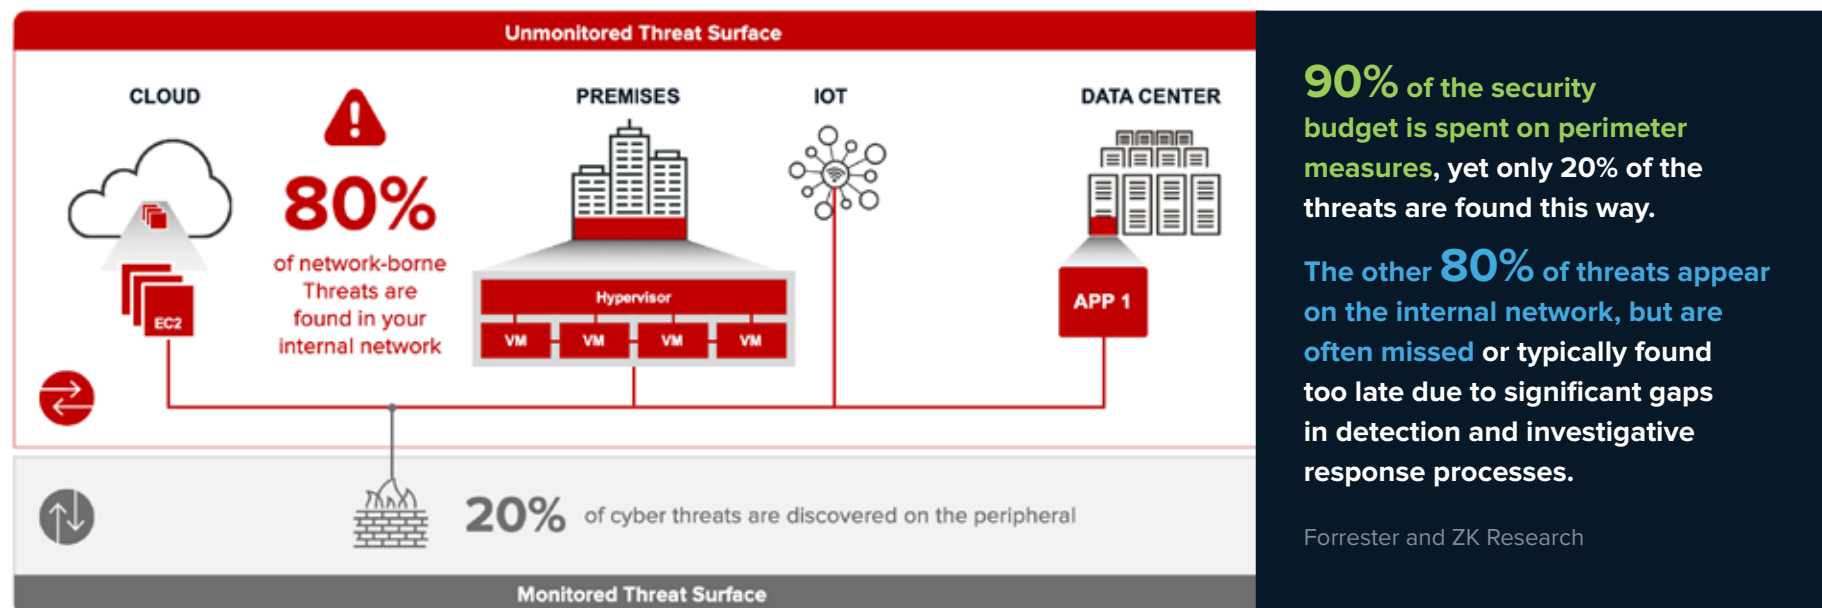 Unmonitored Threat Surface
CLOUD
80%
of network-borne
Threats are
found in your
internal network
EC2
PREMISES
Hypervisor
VM VM VM VM
IOT
DATA CENTER
APP 1
20% of cyber threats are discovered on the peripheral
Monitored Threat Surface
90% of the security
budget is spent on perimeter
measures, yet only 20% of the
threats are found this way.
The other 80% of threats appear
on the internal network, but are
often missed or typically found
too late due to significant gaps
in detection and investigative
response processes.
Forrester and ZK Research